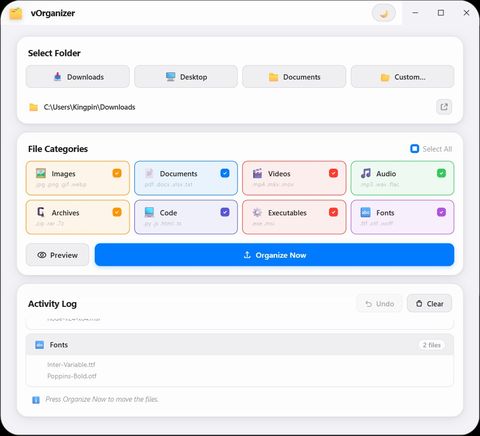 vOrganizer
Select Folder
Downloads
Desktop
Documents
Custom...
C:\Users\Kingpin\Downloads
File Categories
Select All
Images
.jpg .png .gif .webp
Documents
.pdf .docx .xlsx .txt
Videos
.mp4 .mkv .mov
Audio
.mp3 .wav .flac
Archives
.zip .rar .7z
Code
.py .js .html .ts
Executables
.exe .msi
Fonts
.ttf .otf .woff
Preview
Organize Now
Activity Log
Undo
Clear
Fonts
2 files
Inter-Variable.ttf
Poppins-Bold.otf
Press Organize Now to move the files.